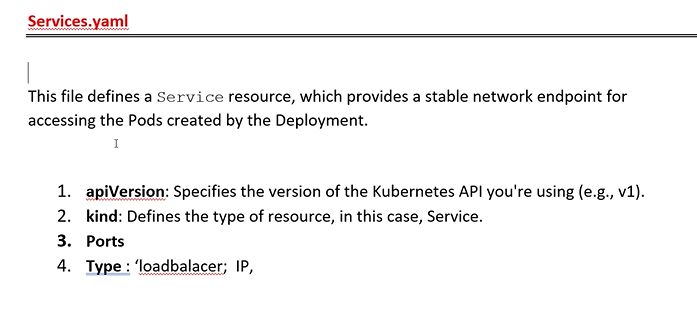 Services.yaml
This file defines a Service resource, which provides a stable network endpoint for
accessing the Pods created by the Deployment.
1. apiVersion: Specifies the version of the Kubernetes API you're using (e.g., v1).
2. kind: Defines the type of resource, in this case, Service.
3. Ports
4. Type : ‘loadbalacer;  IP,